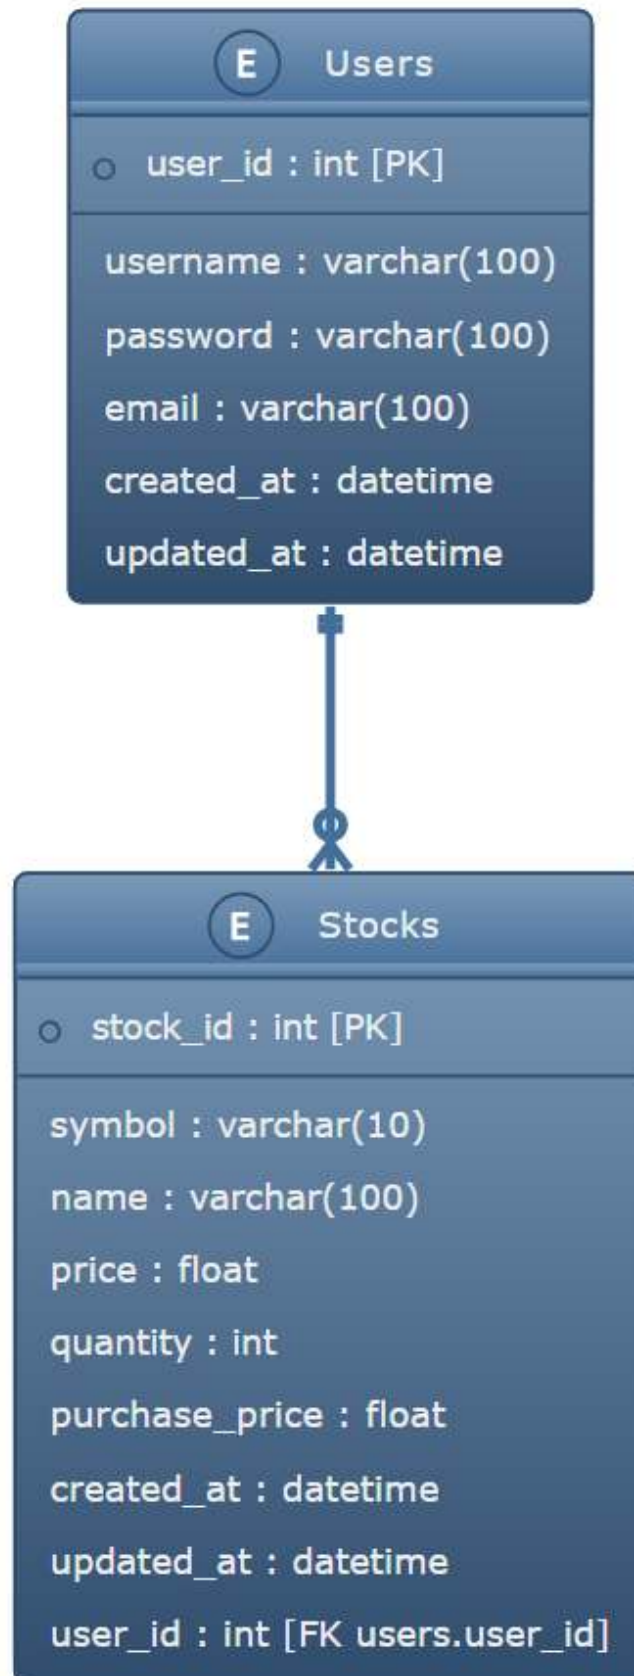 E Users
user_id : int [PK]
username : varchar(100)
password : varchar(100)
email : varchar(100)
created_at : datetime
updated_at : datetime
E Stocks
stock_id : int [PK]
symbol : varchar(10)
name : varchar(100)
price : float
quantity : int
purchase_price : float
created_at : datetime
updated_at : datetime
user_id : int [FK users.user_id]